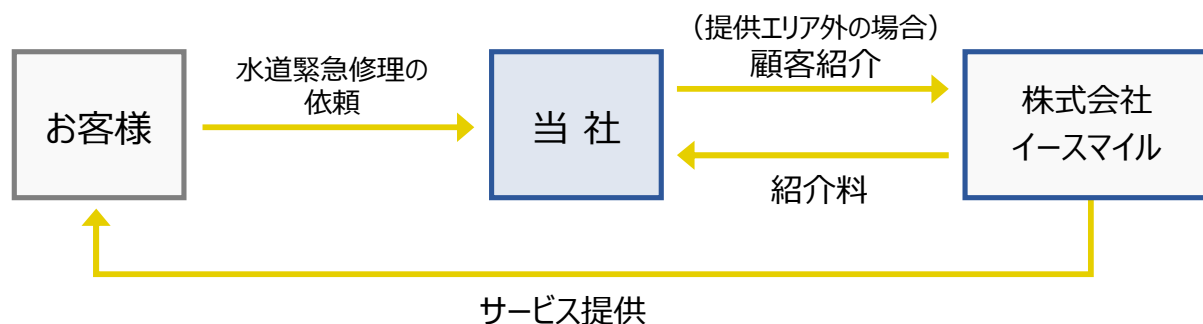 お客様
水道緊急修理の
依頼
当 社
（提供エリア外の場合）
顧客紹介
紹介料
株式会社
イースマイル
サービス提供